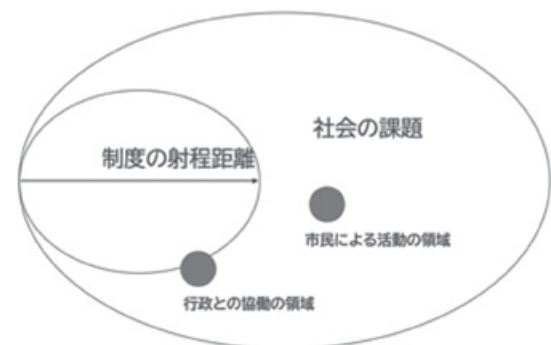 社会の課題
制度の射程距離
市民による活動の領域
行政との協働の領域